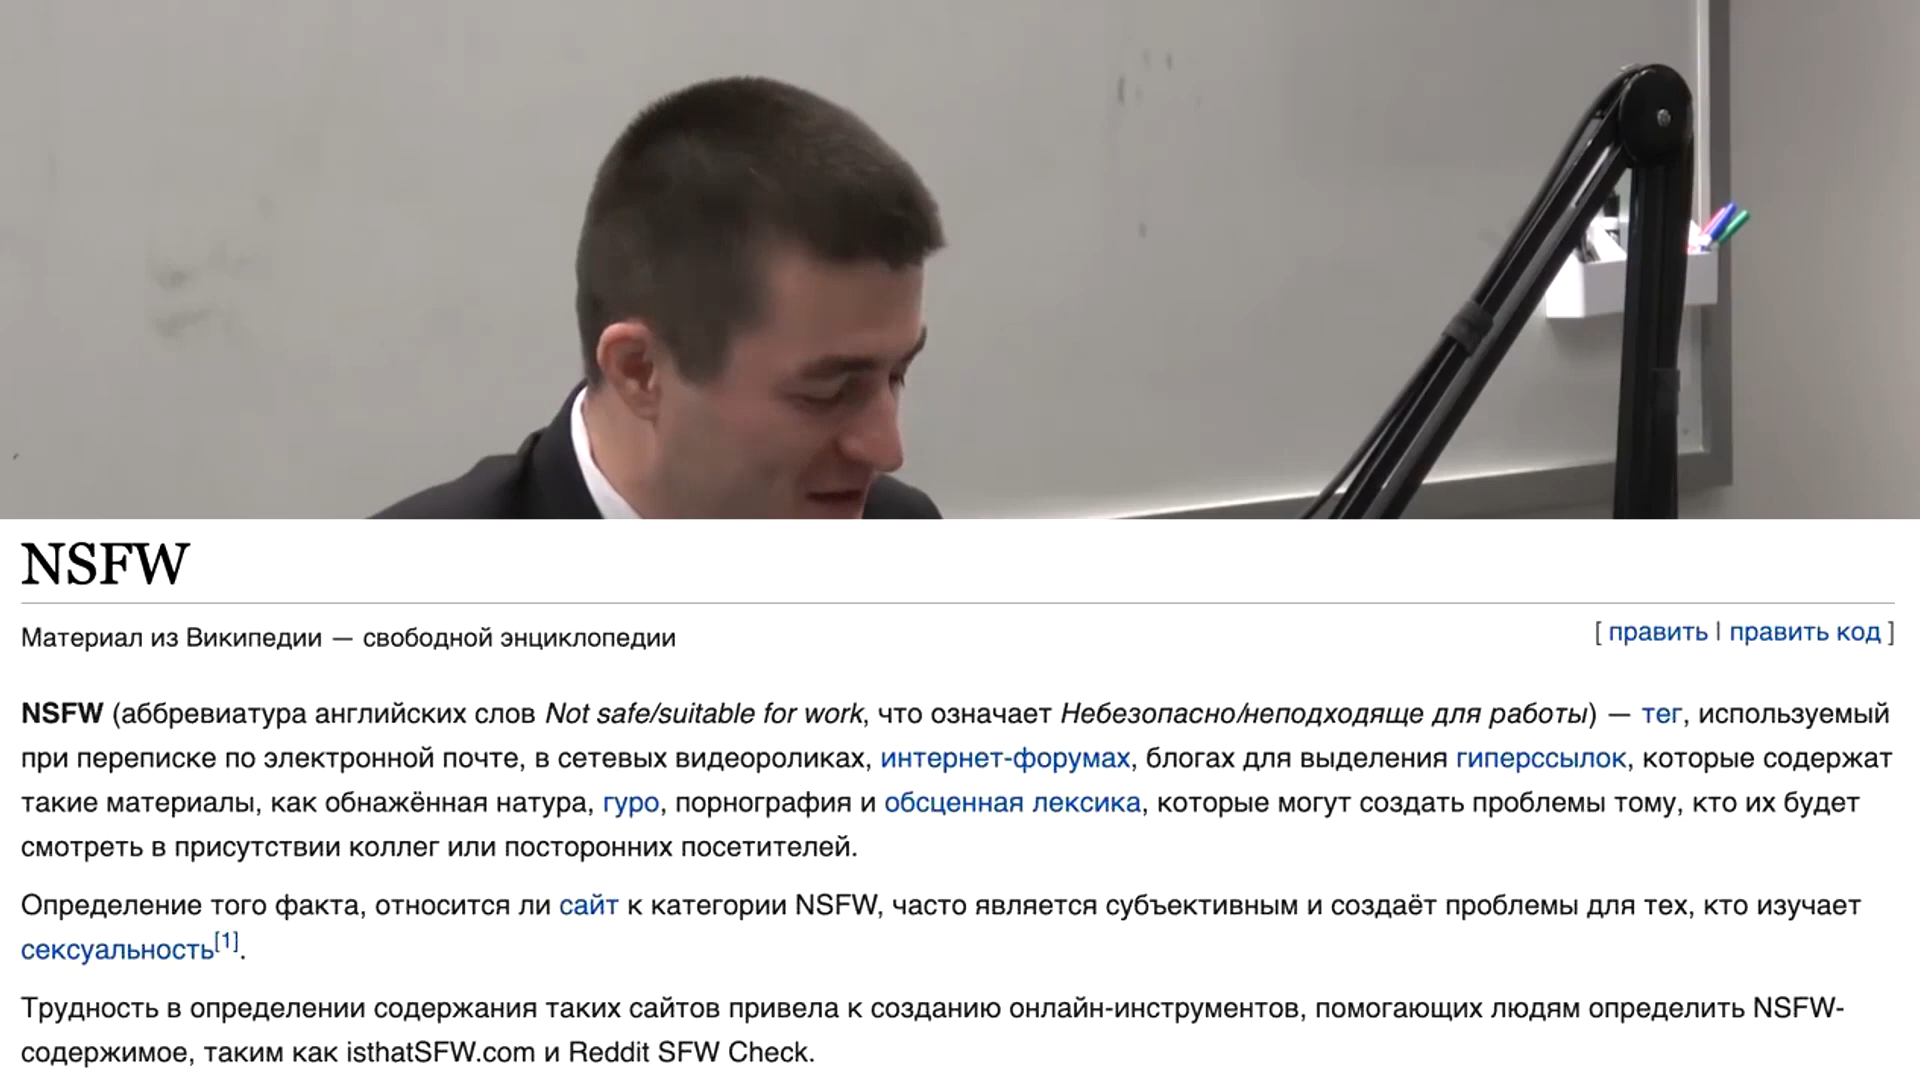 NSFW
Материал из Википедии — свободной энциклопедии
[ править | править код ]
NSFW (аббревиатура английских слов Not safe/suitable for work, что означает Небезопасно/неподходяще для работы) — тег, используемый
при переписке по электронной почте, в сетевых видеороликах, интернет-форумах, блогах для выделения гиперссылок, которые содержат
такие материалы, как обнажённая натура, гуро, порнография и обсценная лексика, которые могут создать проблемы тому, кто их будет
смотреть в присутствии коллег или посторонних посетителей.
Определение того факта, относится ли сайт к категории NSFW, часто является субъективным и создаёт проблемы для тех, кто изучает
сексуальность[1].
Трудность в определении содержания таких сайтов привела к созданию онлайн-инструментов, помогающих людям определить NSFW-
содержимое, таким как isthatSFW.com и Reddit SFW Check.